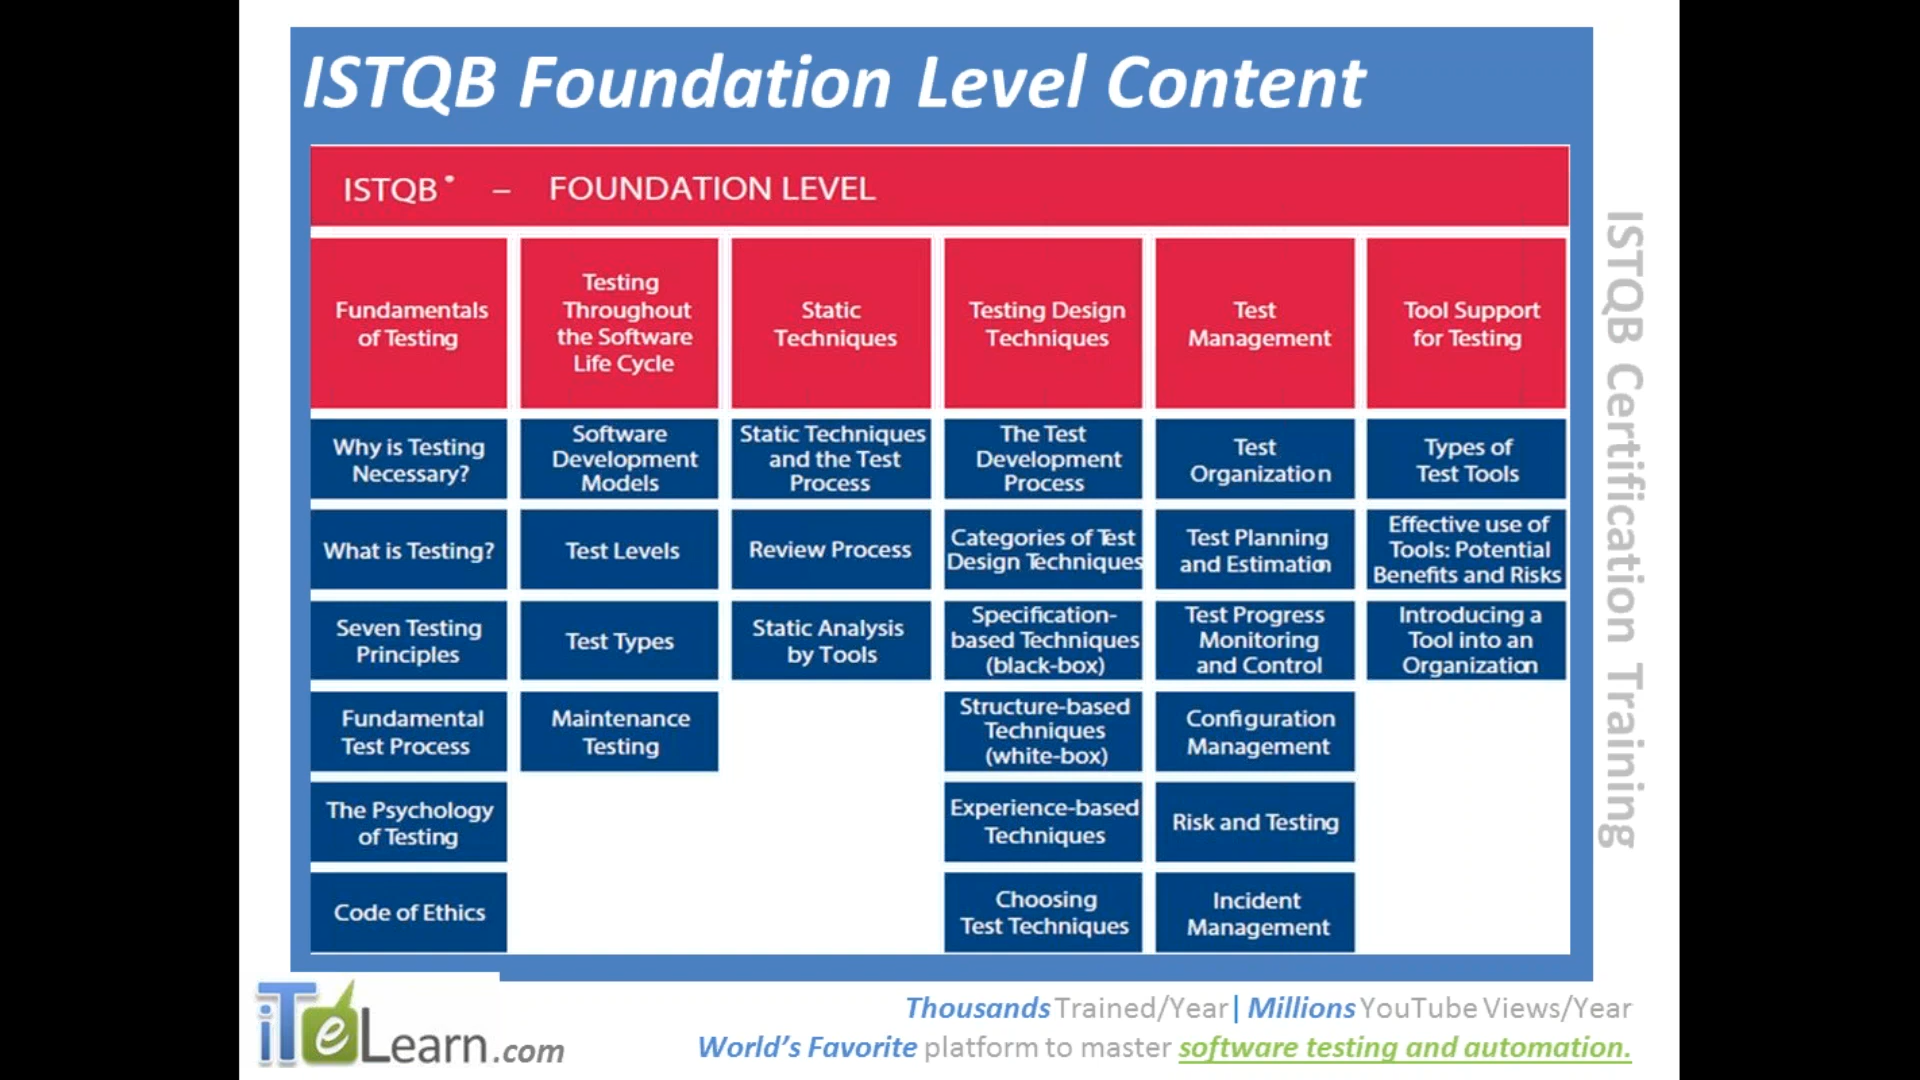 ISTQB Foundation Level Content
ISTQB® – FOUNDATION LEVEL
Fundamentals
of Testing
Testing
Throughout
the Software
Life Cycle
Static
Techniques
Testing Design
Techniques
Test
Management
Tool Support
for Testing
Why is Testing
Necessary?
Software
Development
Models
Static Techniques
and the Test
Process
The Test
Development
Process
Test
Organization
Types of
Test Tools
What is Testing?
Test Levels
Review Process
Categories of Test
Design Techniques
Test Planning
and Estimation
Effective use of
Tools: Potential
Benefits and Risks
Seven Testing
Principles
Test Types
Static Analysis
by Tools
Specification-
based Techniques
(black-box)
Test Progress
Monitoring
and Control
Introducing a
Tool into an
Organization
Fundamental
Test Process
Maintenance
Testing
Structure-based
Techniques
(white-box)
Configuration
Management
The Psychology
of Testing
Experience-based
Techniques
Risk and Testing
Code of Ethics
Choosing
Test Techniques
Incident
Management
ISTQB Certification Training
iTeLearn.com
Thousands Trained/Year| Millions YouTube Views/Year
World's Favorite platform to master software testing and automation.